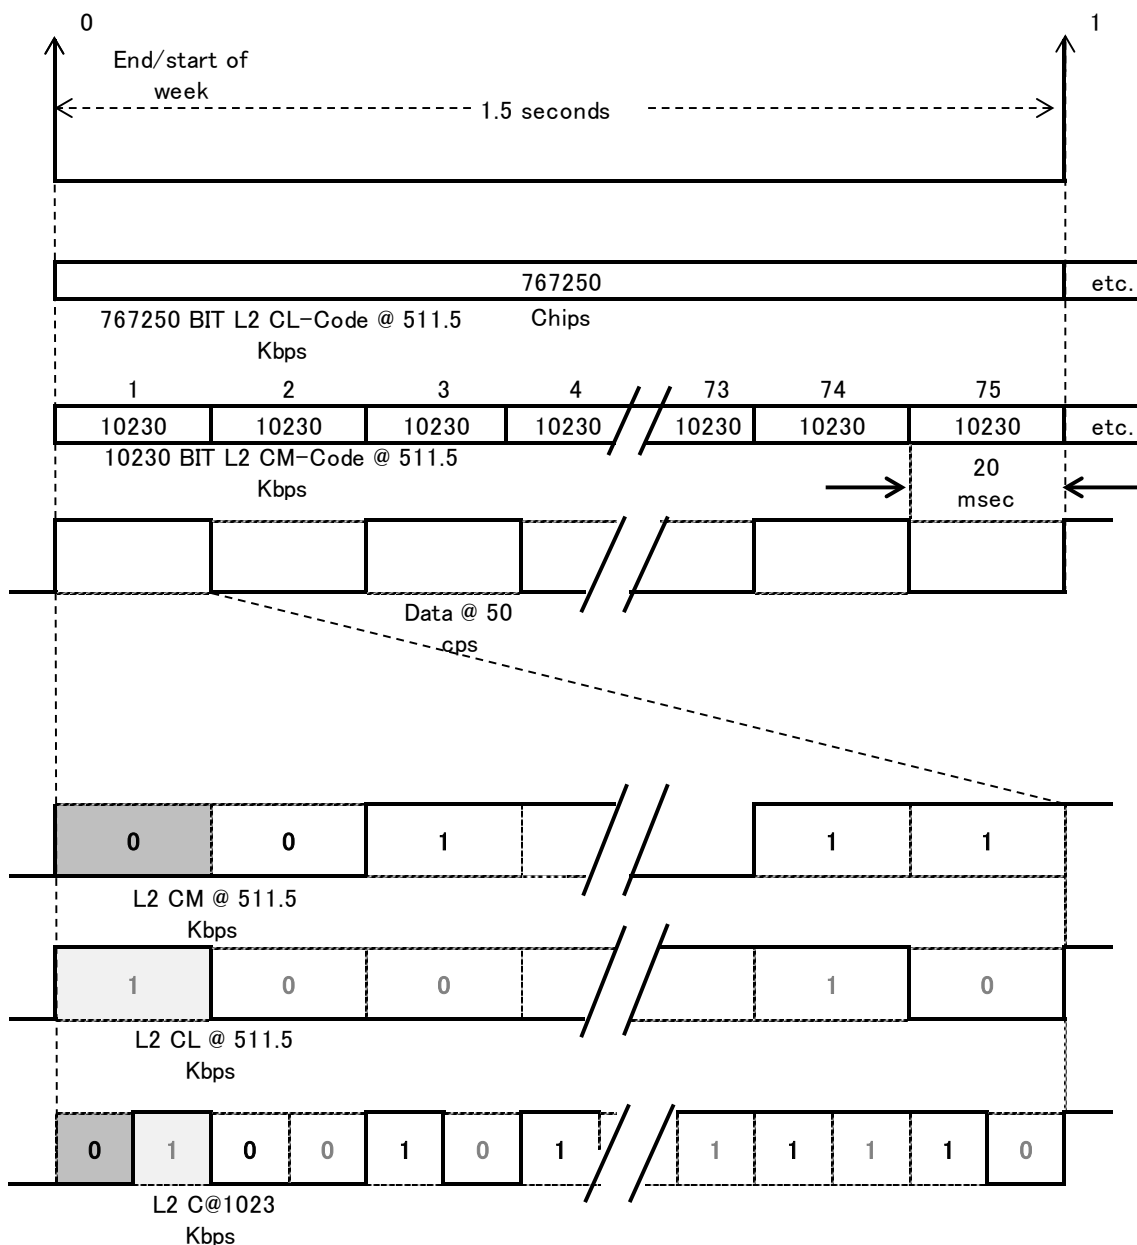 0 1
End/start of
week
1.5 seconds
767250 etc.
767250 BIT L2 CL-Code @ 511.5 Chips
Kbps
1 2 3 4 73 74 75
10230 10230 10230 10230 10230 10230 10230 etc.
10230 BIT L2 CM-Code @ 511.5
Kbps
20
msec
Data @ 50
cps
0 0 1 1 1
L2 CM @ 511.5
Kbps
1 0 0 1 0
L2 CL @ 511.5
Kbps
0 1 0 0 1 0 1 1 1 1 1 0
L2 C@1023
Kbps